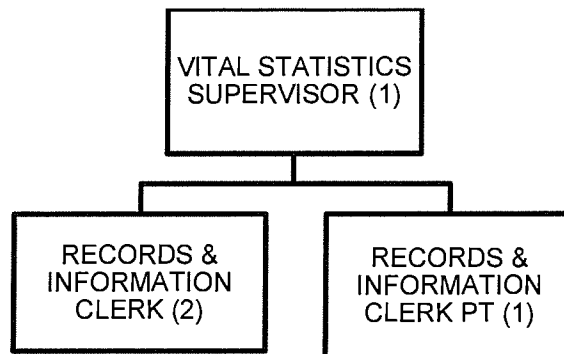 VITAL STATISTICS
SUPERVISOR (1)
RECORDS &
INFORMATION
CLERK (2)
RECORDS &
INFORMATION
CLERK PT (1)